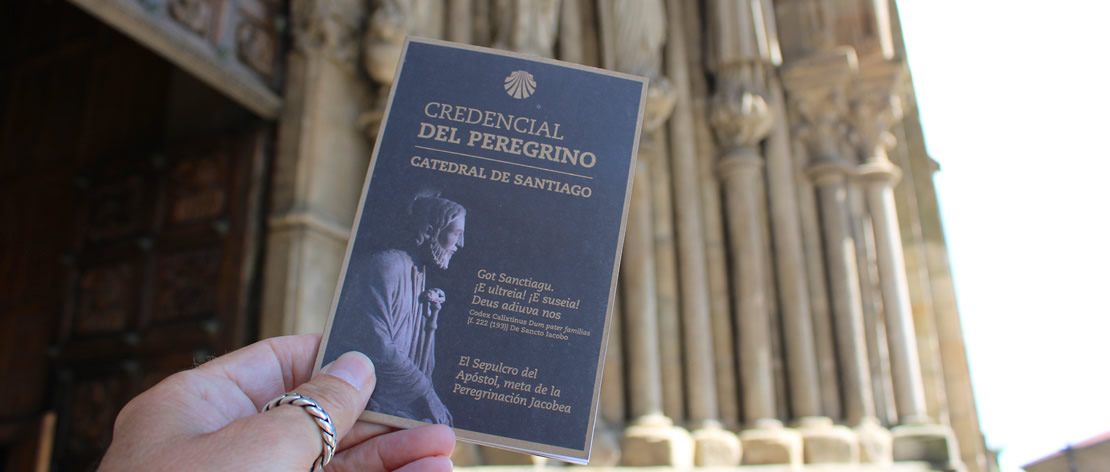 CREDENCIAL
DEL PEREGRINO
CATEDRAL DE SANTIAGO
Got Sanctiagu.
¡E ultreia! ¡E suseia!
Deus adiuva nos
Codex Calixtinus Dum pater familias
[f. 222 (193)] De Sancto Iacobo
El Sepulcro del
Apóstol, meta de la
Peregrinación Jacobea